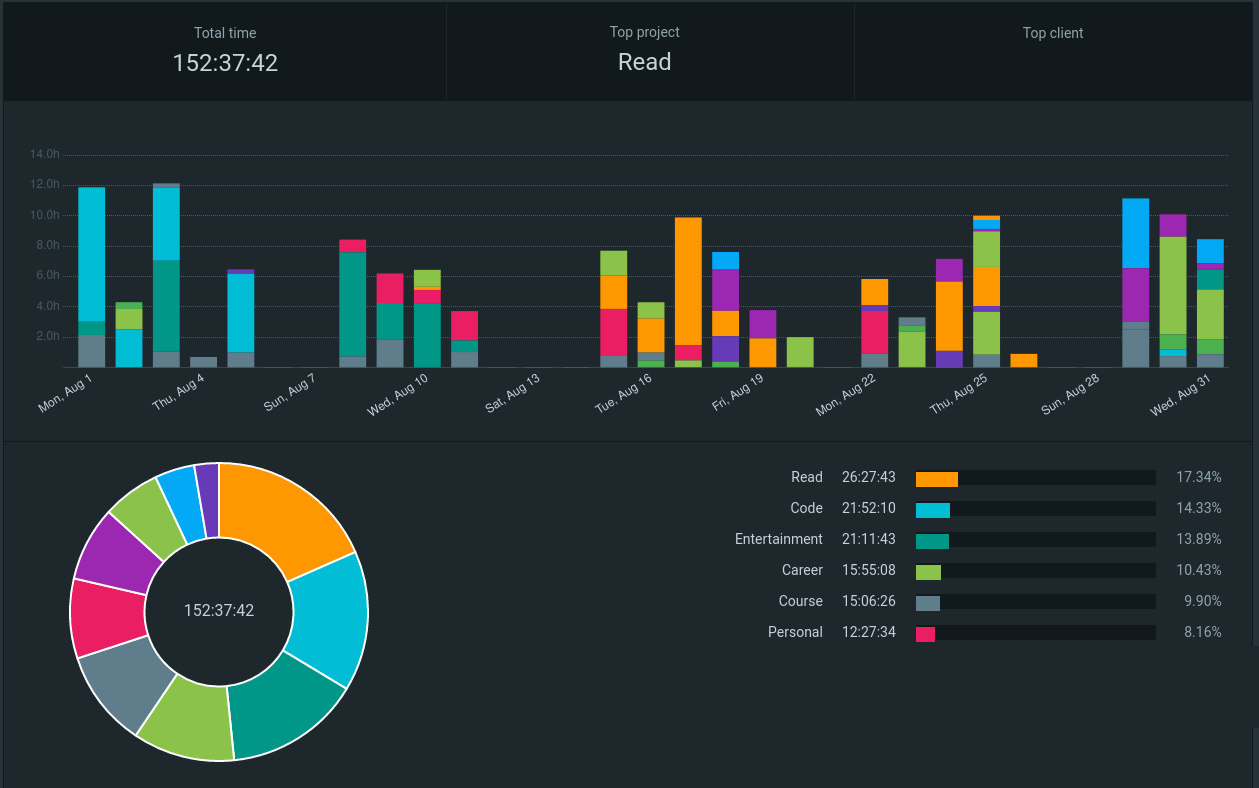 Total time
Top project
Top client
152:37:42
Read
14.0h
12.0h
10.0h
8.0h
6.0h
4.0h
2.0h
Mon, Aug 1
Thu, Aug 4
Sun, Aug 7
Wed, Aug 10
Sat, Aug 13
Tue, Aug 16
Fri, Aug 19
Mon, Aug 22
Thu, Aug 25
Sun, Aug 28
Wed, Aug 31
152:37:42
Read 26:27:43 17.34%
Code 21:52:10 14.33%
Entertainment 21:11:43 13.89%
Career 15:55:08 10.43%
Course 15:06:26 9.90%
Personal 12:27:34 8.16%